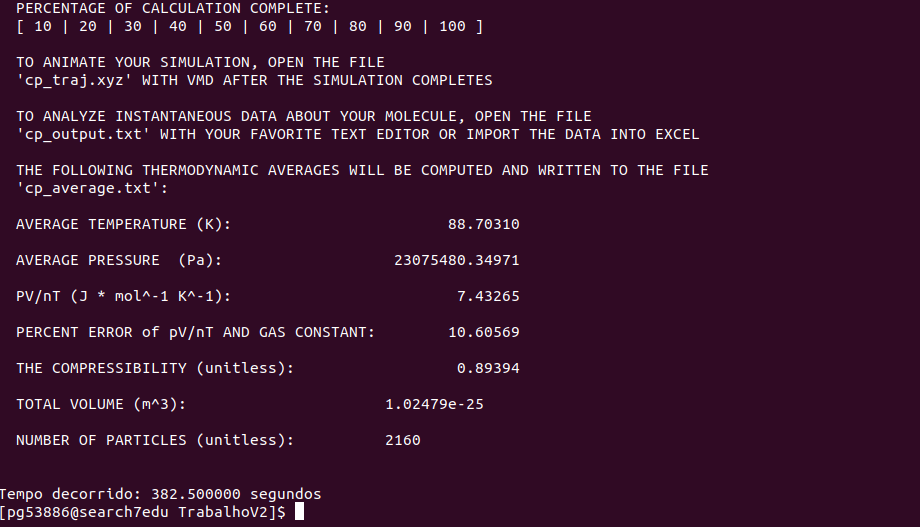 PERCENTAGE OF CALCULATION COMPLETE:
[ 10 | 20 | 30 | 40 | 50 | 60 | 70 | 80 | 90 | 100 ]
TO ANIMATE YOUR SIMULATION, OPEN THE FILE
'cp_traj.xyz' WITH VMD AFTER THE SIMULATION COMPLETES
TO ANALYZE INSTANTANEOUS DATA ABOUT YOUR MOLECULE, OPEN THE FILE
'cp_output.txt' WITH YOUR FAVORITE TEXT EDITOR OR IMPORT THE DATA INTO EXCEL
THE FOLLOWING THERMODYNAMIC AVERAGES WILL BE COMPUTED AND WRITTEN TO THE FILE
'cp_average.txt':
AVERAGE TEMPERATURE (K): 88.70310
AVERAGE PRESSURE (Pa): 23075480.34971
PV/nT (J * mol^-1 K^-1): 7.43265
PERCENT ERROR of pV/nT AND GAS CONSTANT: 10.60569
THE COMPRESSIBILITY (unitless): 0.89394
TOTAL VOLUME (m^3): 1.02479e-25
NUMBER OF PARTICLES (unitless): 2160
Tempo decorrido: 382.500000 segundos
[pg53886@search7edu TrabalhoV2]$